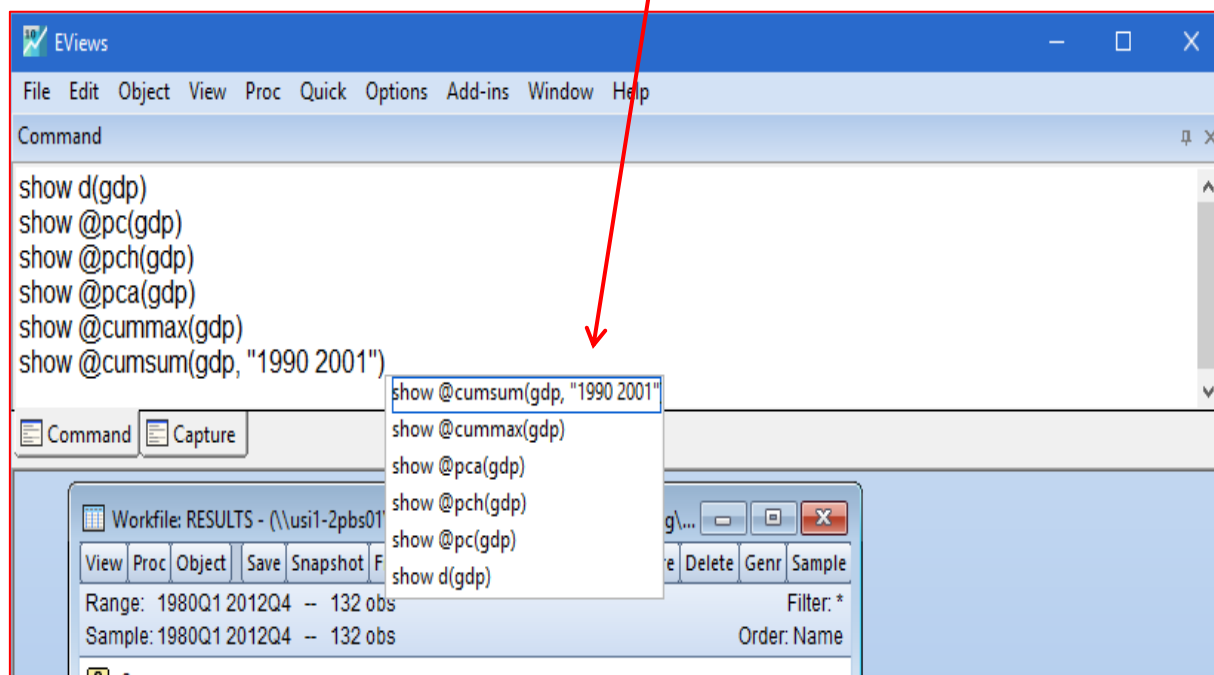 10
EViews
File Edit Object View Proc Quick Options Add-ins Window Help
Command
show d(gdp)
show @pc(gdp)
show @pch(gdp)
show @pca(gdp)
show @cummax(gdp)
show @cumsum(gdp, "1990 2001")
show @cumsum(gdp, "1990 2001"
show @cummax(gdp)
show @pca(gdp)
show @pch(gdp)
show @pc(gdp)
show d(gdp)
Command Capture
Workfile: RESULTS - (\\usi1-2pbs01 g\...
View Proc Object Save Snapshot F e Delete Genr Sample
Range: 1980Q1 2012Q4 -- 132 obs Filter: *
Sample: 1980Q1 2012Q4 -- 132 obs Order: Name